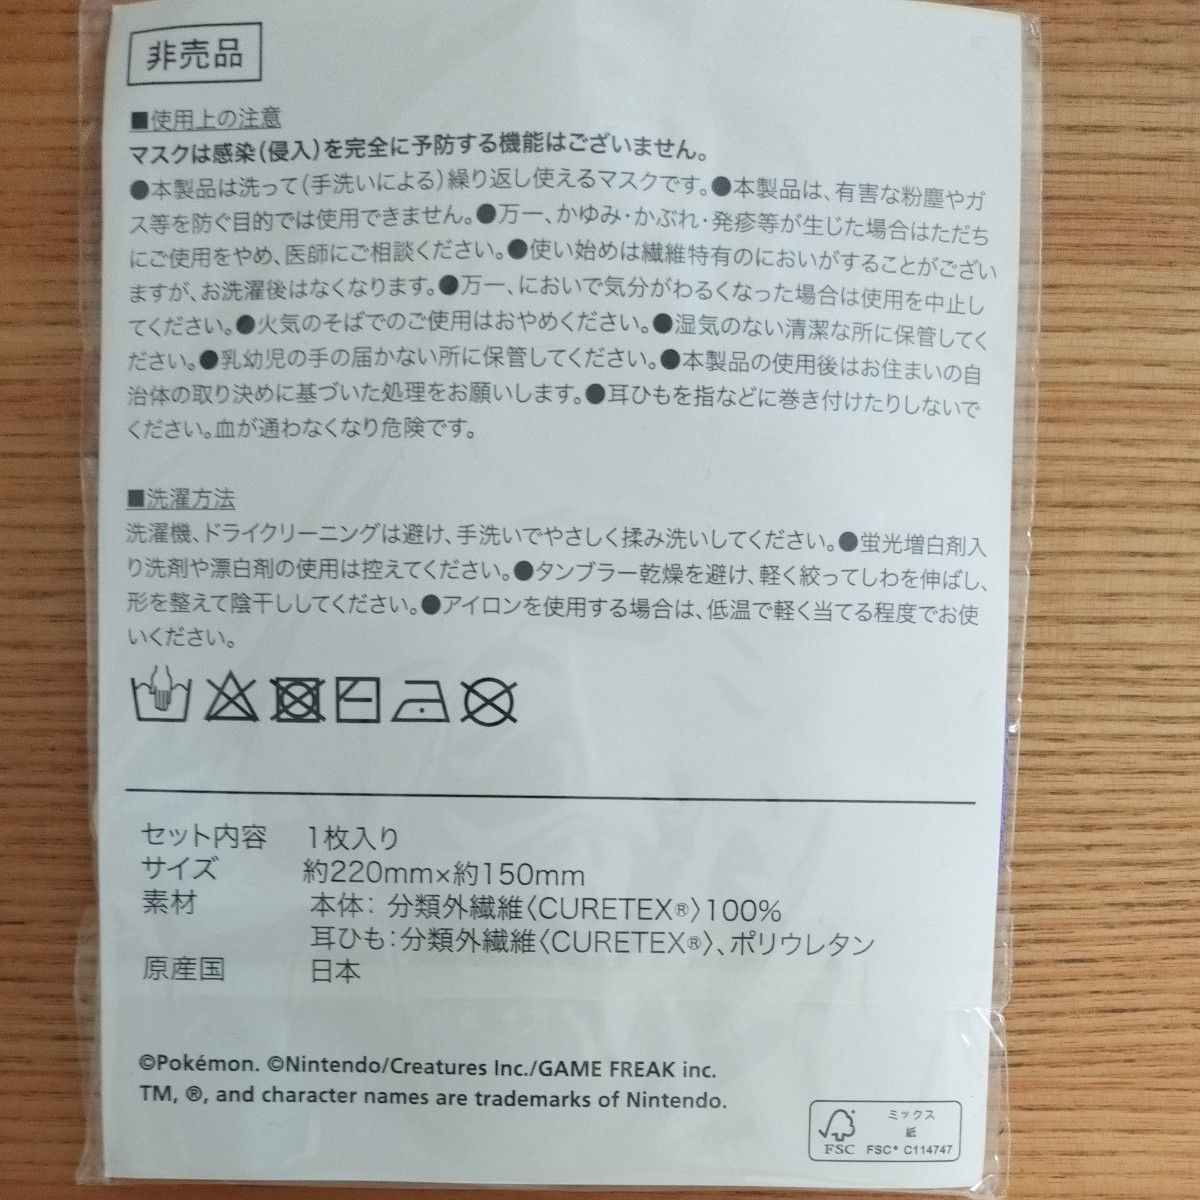 非売品
■使用上の注意
マスクは感染(侵入)を完全に予防する機能はございません。
●本製品は洗って(手洗いによる)繰り返し使えるマスクです。●本製品は、有害な粉塵やガ
ス等を防ぐ目的では使用できません。●万一、かゆみ・かぶれ・発疹等が生じた場合はただち
にご使用をやめ、医師にご相談ください。●使い始めは繊維特有のにおいがすることがござい
ますが、お洗濯後はなくなります。●万一、においで気分がわるくなった場合は使用を中止し
てください。●火気のそばでのご使用はおやめください。●湿気のない清潔な所に保管してく
ださい。●乳幼児の手の届かない所に保管してください。●本製品の使用後はお住まいの自
治体の取り決めに基づいた処理をお願いします。●耳ひもを指などに巻き付けたりしないで
ください。血が通わなくなり危険です。
■洗濯方法
洗濯機、ドライクリーニングは避け、手洗いでやさしく揉み洗いしてください。●蛍光増白剤入
り洗剤や漂白剤の使用は控えてください。●タンブラー乾燥を避け、軽く絞ってしわを伸ばし、
形を整えて陰干ししてください。●アイロンを使用する場合は、低温で軽く当てる程度でお使
いください。
セット内容 1枚入り
サイズ 約220mm×約150mm
素材 本体：分類外繊維〈CURETEX®〉100%
耳ひも：分類外繊維〈CURETEX®〉、ポリウレタン
原産国 日本
©Pokémon. ©Nintendo/Creatures Inc./GAME FREAK inc.
TM, ®, and character names are trademarks of Nintendo.
ミックス
紙
FSC FSC® C114747